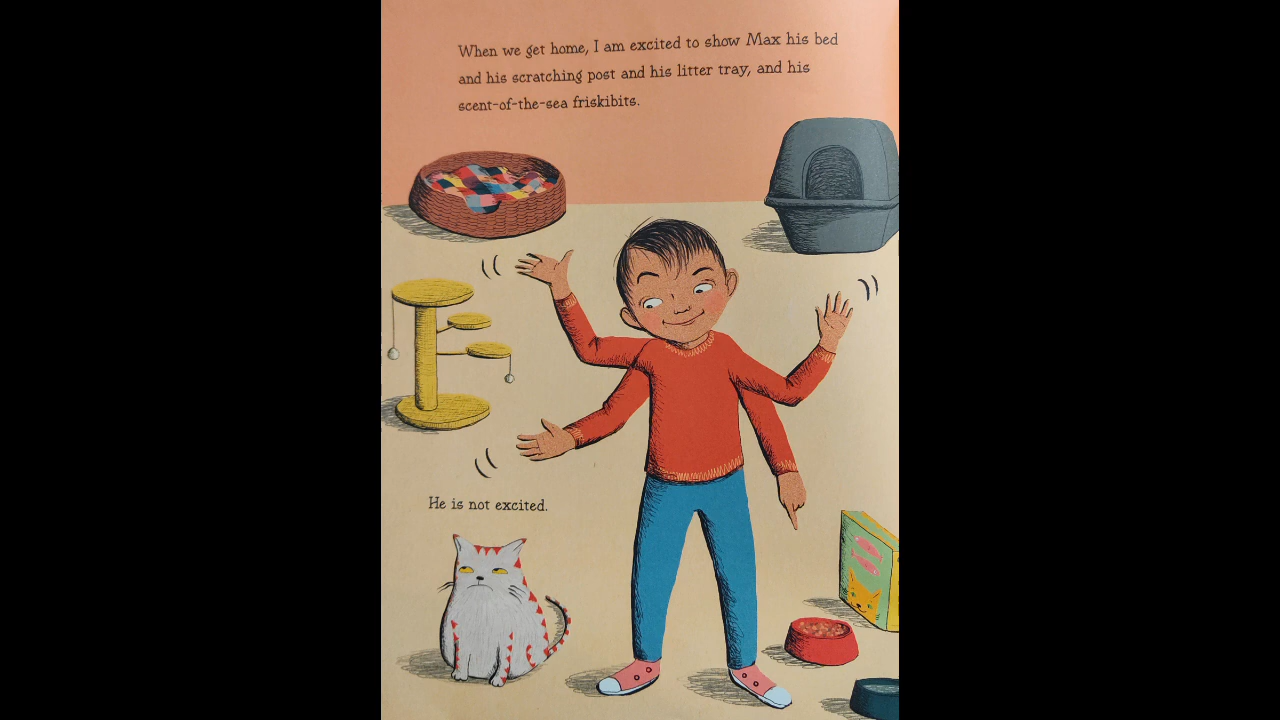 When we get home, I am excited to show Max his bed
and his scratching post and his litter tray, and his
scent-of-the-sea friskibits.
He is not excited.